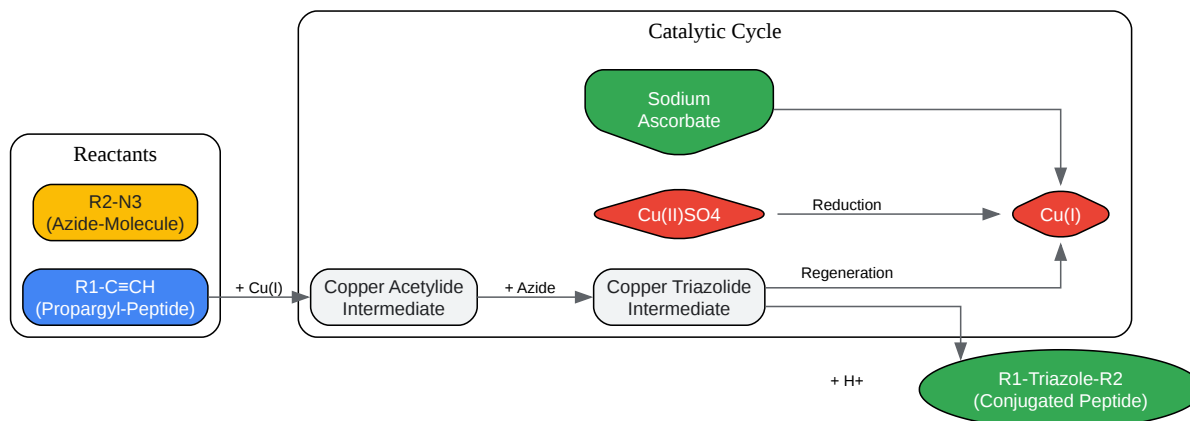 Catalytic Cycle
Sodium
Ascorbate
Reactants
R2-N3
(Azide-Molecule)
Cu(II)SO4
Reduction
Cu(I)
R1-C≡CH
(Propargyl-Peptide)
+ Cu(I)
Copper Acetylide
Intermediate
+ Azide
Copper Triazolide
Intermediate
Regeneration
+ H+
R1-Triazole-R2
(Conjugated Peptide)